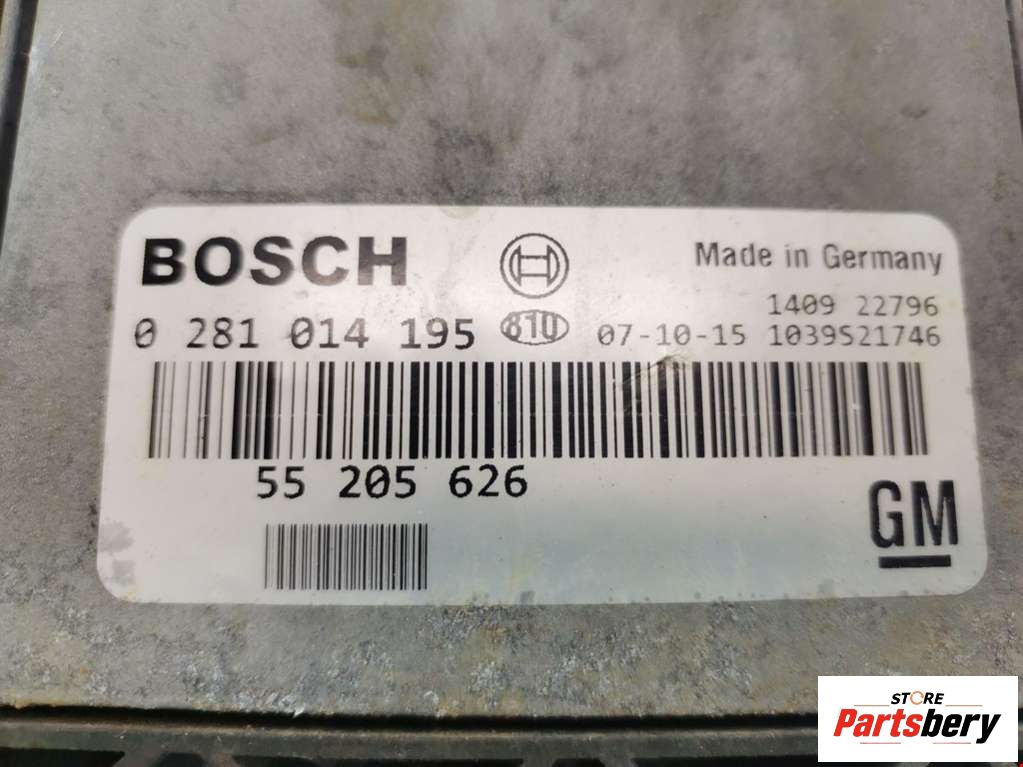 BOSCH
Made in Germany
1409 22796
0 281 014 195 810 07-10-15 1039S21746
55 205 626
GM
STORE
Partsbery